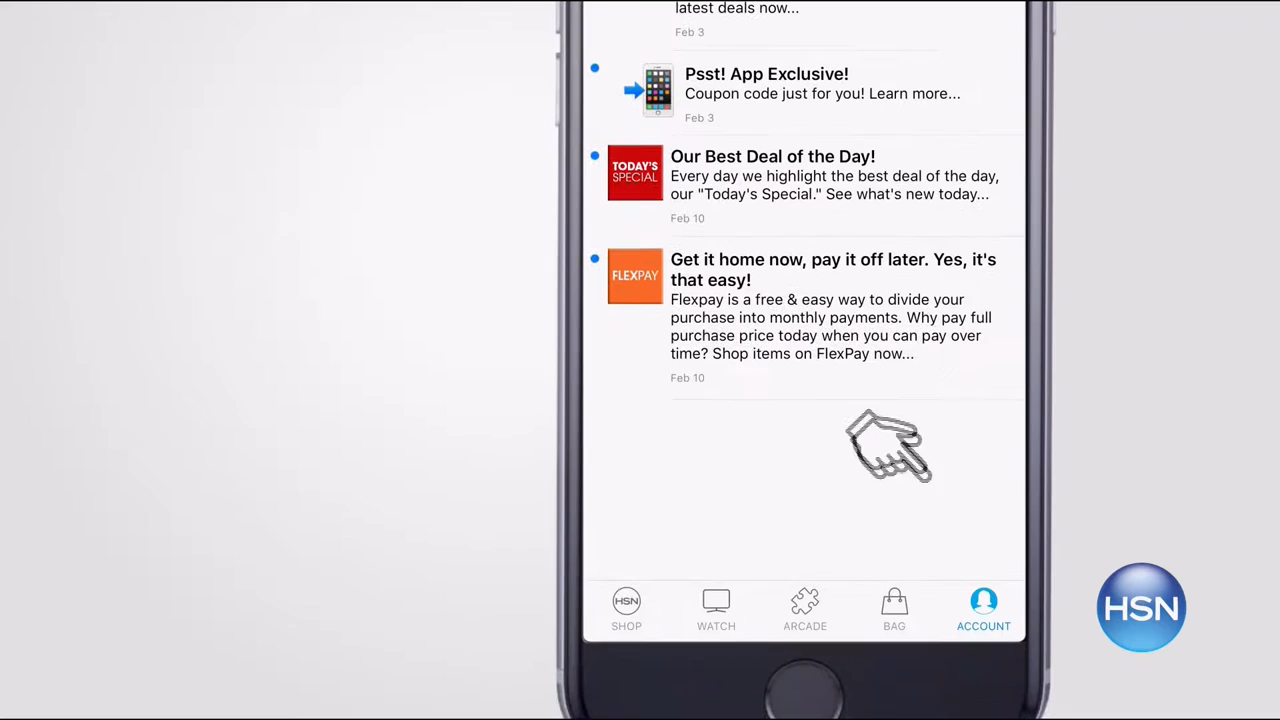 latest deals now...
Feb 3
Psst! App Exclusive!
Coupon code just for you! Learn more...
Feb 3
TODAY'S
SPECIAL
Our Best Deal of the Day!
Every day we highlight the best deal of the day,
our "Today's Special." See what's new today...
Feb 10
FLEXPAY
Get it home now, pay it off later. Yes, it's
that easy!
Flexpay is a free & easy way to divide your
purchase into monthly payments. Why pay full
purchase price today when you can pay over
time? Shop items on FlexPay now...
Feb 10
HSN
SHOP
WATCH
ARCADE
BAG
ACCOUNT
HSN